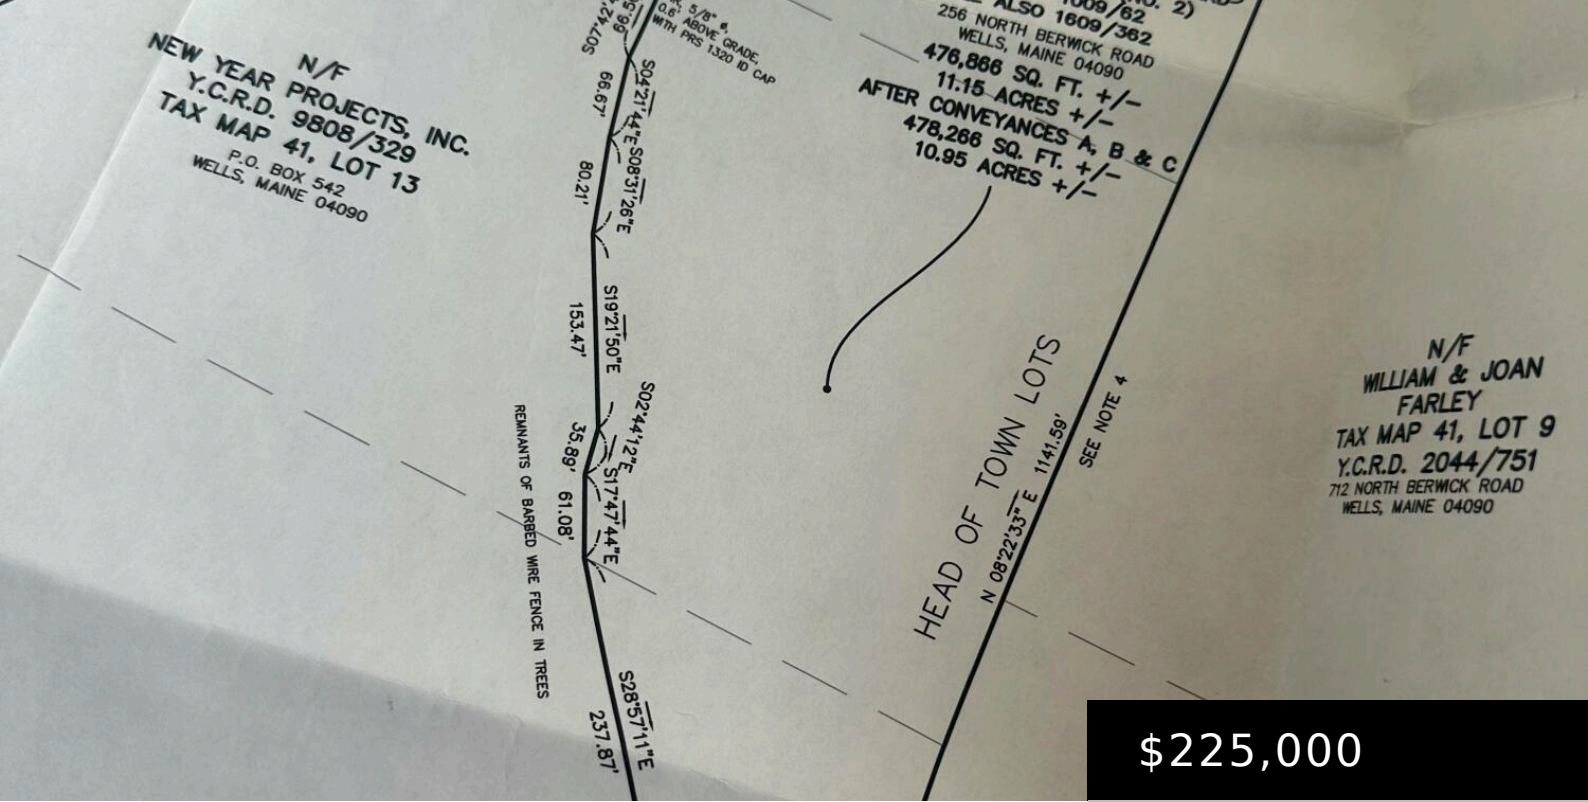 N/F
NEW YEAR PROJECTS, INC.
Y.C.R.D. 9808/329
TAX MAP 41, LOT 13
P.O. BOX 542
WELLS, MAINE 04090
5/8" ø,
0.6' ABOVE GRADE,
WITH PRS 1320 ID CAP
S07°42'
66.67'
S04°21'44"E
80.21'
S08°31'26"E
153.47'
S19°21'50"E
35.89'
S02°44'12"E
61.08'
S17°47'44"E
REMNANTS OF BARBED WIRE FENCE IN TREES
S28°57'11"E
237.87'
NO. 2)
ALSO 1609/362
256 NORTH BERWICK ROAD
WELLS, MAINE 04090
476,866 SQ. FT. +/-
11.15 ACRES +/-
AFTER CONVEYANCES A, B & C
478,266 SQ. FT. +/-
10.95 ACRES +/-
HEAD OF TOWN LOTS
N 08°22'33" E 1141.59'
SEE NOTE 4
N/F
WILLIAM & JOAN
FARLEY
TAX MAP 41, LOT 9
Y.C.R.D. 2044/751
712 NORTH BERWICK ROAD
WELLS, MAINE 04090
$225,000